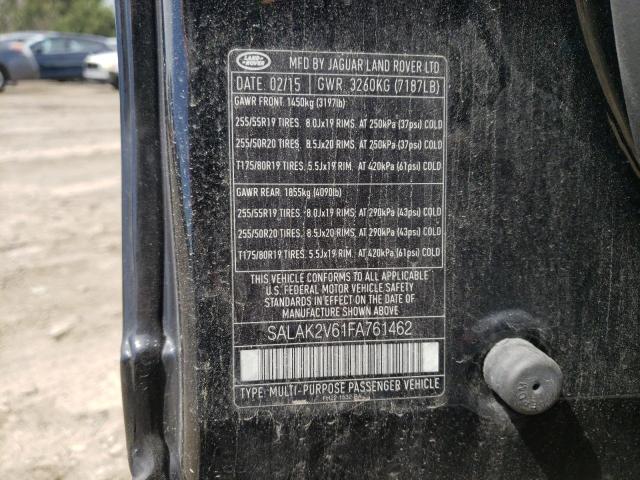 LAND ROVER
MFD BY JAGUAR LAND ROVER LTD
DATE: 02/15 GWR 3260KG (7187LB)
GAWR FRONT 1450kg (3197lb)
255/55R19 TIRES. 8.0Jx19 RIMS. AT 250kPa (37psi) COLD
255/50R20 TIRES. 8.5Jx20 RIMS. AT 250kPa (37psi) COLD
T175/80R19 TIRES. 5.5Jx19 RIM. AT 420kPa (61psi) COLD
GAWR REAR 1855kg (4090lb)
255/55R19 TIRES. 8.0Jx19 RIMS. AT 290kPa (43psi) COLD
255/50R20 TIRES. 8.5Jx20 RIMS. AT 290kPa (43psi) COLD
T175/80R19 TIRES. 5.5Jx19 RIM. AT 420kPa (61psi) COLD
THIS VEHICLE CONFORMS TO ALL APPLICABLE
U.S. FEDERAL MOTOR VEHICLE SAFETY
STANDARDS IN EFFECT ON THE DATE OF
MANUFACTURE SHOWN ABOVE
SALAK2V61FA761462
TYPE: MULTI-PURPOSE PASSENGER VEHICLE